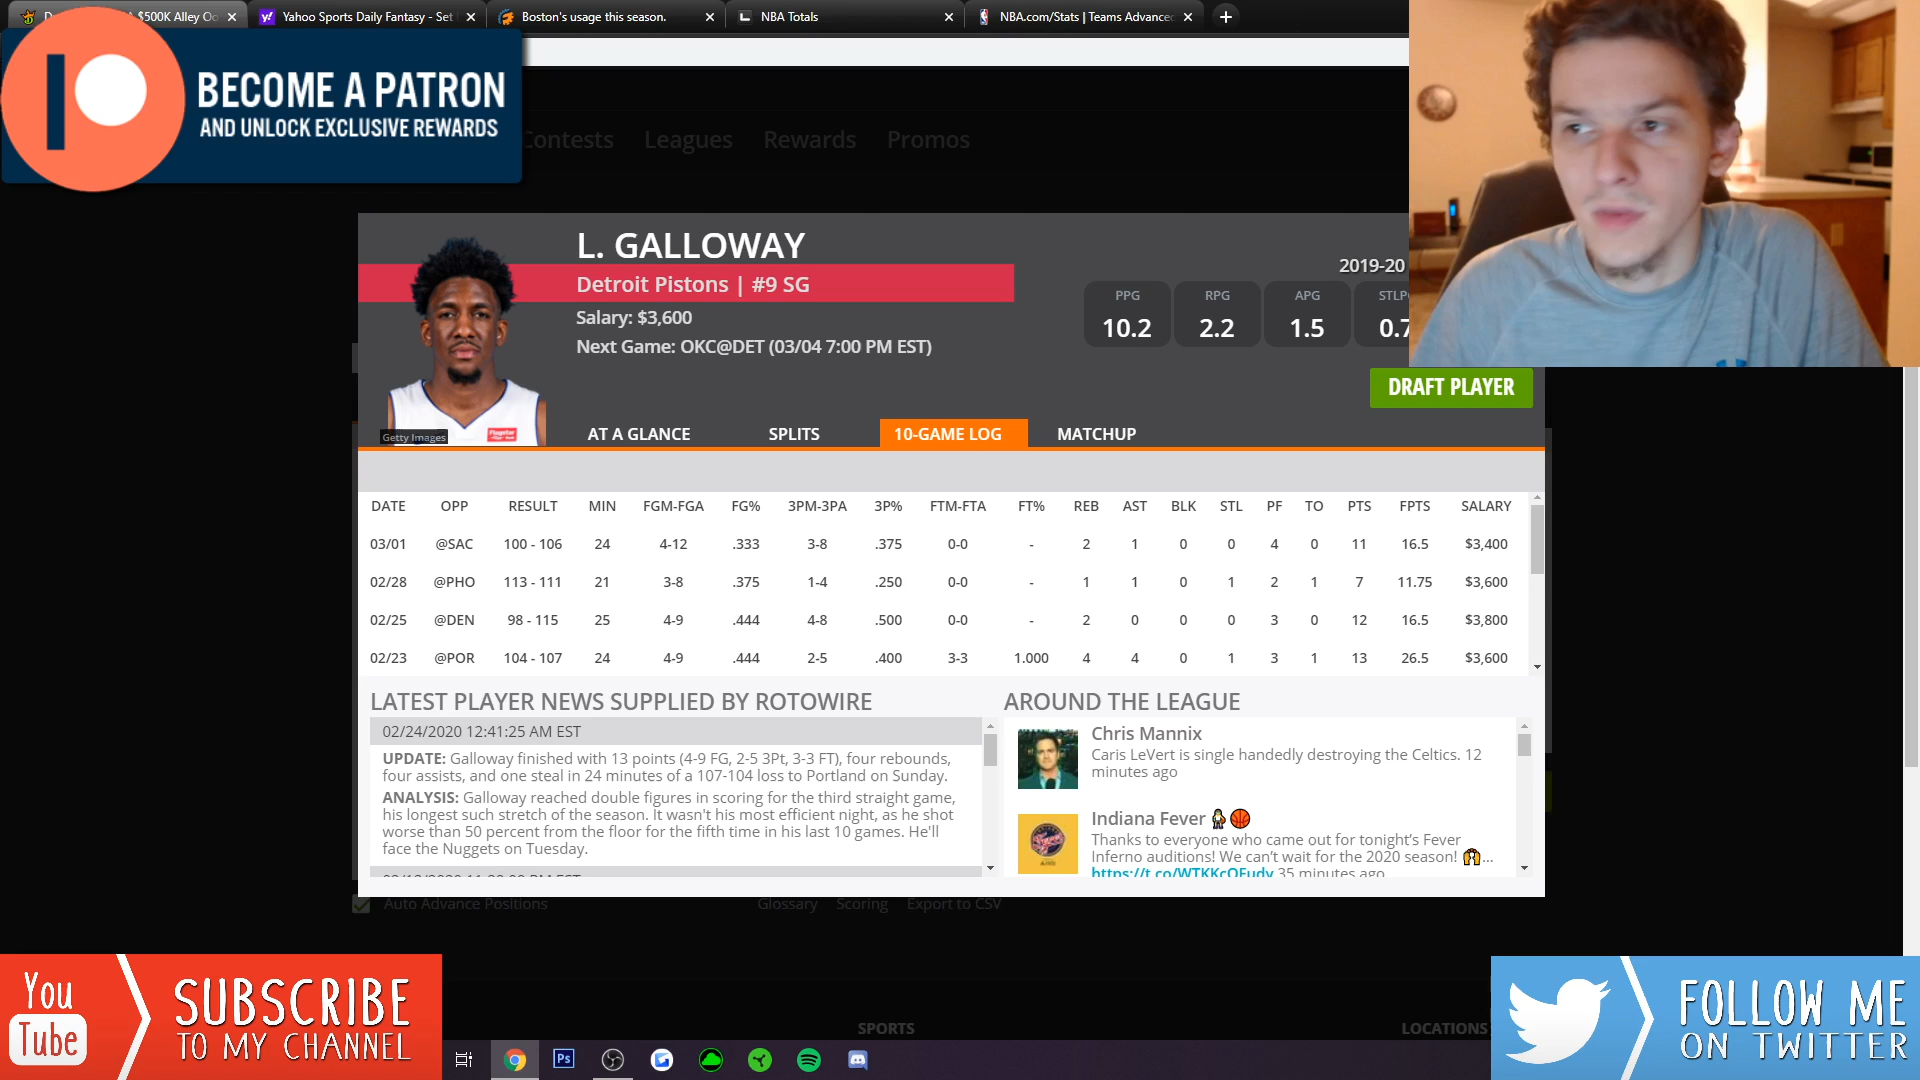 $500K Alley Oo
Yahoo Sports Daily Fantasy - Set
Boston's usage this season.
NBA Totals
NBA.com/Stats | Teams Advanced
BECOME A PATRON
AND UNLOCK EXCLUSIVE REWARDS
Contests Leagues Rewards Promos
L. GALLOWAY
Detroit Pistons | #9 SG
Salary: $3,600
Next Game: OKC@DET (03/04 7:00 PM EST)
2019-20
PPG RPG APG
10.2 2.2 1.5
DRAFT PLAYER
Getty Images
AT A GLANCE SPLITS 10-GAME LOG MATCHUP
DATE OPP RESULT MIN FGM-FGA FG% 3PM-3PA 3P% FTM-FTA FT% REB AST BLK STL PF TO PTS FPTS SALARY
03/01 @SAC 100 - 106 24 4-12 .333 3-8 .375 0-0 - 2 1 0 0 4 0 11 16.5 $3,400
02/28 @PHO 113 - 111 21 3-8 .375 1-4 .250 0-0 - 1 1 0 1 2 1 7 11.75 $3,600
02/25 @DEN 98 - 115 25 4-9 .444 4-8 .500 0-0 - 2 0 0 0 3 0 12 16.5 $3,800
02/23 @POR 104 - 107 24 4-9 .444 2-5 .400 3-3 1.000 4 4 0 1 3 1 13 26.5 $3,600
LATEST PLAYER NEWS SUPPLIED BY ROTOWIRE
02/24/2020 12:41:25 AM EST
UPDATE: Galloway finished with 13 points (4-9 FG, 2-5 3Pt, 3-3 FT), four rebounds,
four assists, and one steal in 24 minutes of a 107-104 loss to Portland on Sunday.
ANALYSIS: Galloway reached double figures in scoring for the third straight game,
his longest such stretch of the season. It wasn't his most efficient night, as he shot
worse than 50 percent from the floor for the fifth time in his last 10 games. He'll
face the Nuggets on Tuesday.
AROUND THE LEAGUE
Chris Mannix
Caris LeVert is single handedly destroying the Celtics. 12
minutes ago
Indiana Fever
Thanks to everyone who came out for tonight's Fever
Inferno auditions! We can't wait for the 2020 season! ...
35 minutes ago
Auto Advance Positions
Glossary Scoring Export to CSV
You
Tube
SUBSCRIBE
TO MY CHANNEL
SPORTS
LOCATIONS
FOLLOW ME
ON TWITTER
Ps